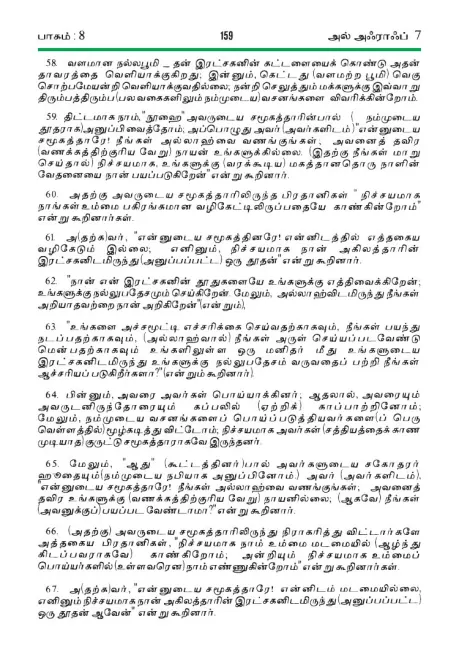 பாகம் : 8 159 அல் அஃராஃப் 7
58. வளமான நல்லபூமி _ தன் இரட்சகனின் கட்டளையைக் கொண்டு அதன்
தாவரத்தை வெளியாக்குகிறது; இன்னும், கெட்டது (வளமற்ற பூமி) வெகு
சொற்பமேயன்றி வெளியாக்குவதில்லை; நன்றி செலுத்தும் மக்களுக்கு இவ்வாறு
திரும்பத்திரும்ப (பல வகைகளிலும் நம்முடைய) வசனங்களை விவரிக்கின்றோம்.
59. திட்டமாக நாம், "நூஹை" அவருடைய சமூகத்தாரின்பால் ( நம்முடைய
தூதராக)அனுப்பிவைத்தோம்; அப்பொழுது அவர் (அவர்களிடம்.) "என்னுடைய
சமூகத்தாரே! நீங்கள் அல்லாஹ்வை வணங்குங்கள்; அவனைத் தவிர
(வணக்கத்திற்குரிய வேறு) நாயன் உங்களுக்கில்லை. (இதற்கு நீங்கள் மாறு
செய்தால்) நிச்சயமாக, உங்களுக்கு (வரக்கூடிய) மகத்தானதொரு நாளின்
வேதனையை நான் பயப்படுகிறேன்" என்று கூறினார்.
60. அதற்கு அவருடைய சமூகத்தாரிலிருந்த பிரதானிகள் " நிச்சயமாக
நாங்கள் உம்மை பகிரங்கமான வழிகேட்டிலிருப்பதையே காண்கின்றோம்"
என்று கூறினார்கள்.
61. அ(தற்க)வர், "என்னுடைய சமூகத்தினரே! என்னிடத்தில் எத்தகைய
வழிகேடும் இல்லை; எனினும், நிச்சயமாக நான் அகிலத்தாரின்
இரட்சகனிடமிருந்து (அனுப்பப்பட்ட) ஒரு தூதன்" என்று கூறினார்.
62. "நான் என் இரட்சகனின் தூதுகளையே உங்களுக்கு எத்திவைக்கிறேன்;
உங்களுக்கு நல்லுபதேசமும் செய்கிறேன். மேலும், அல்லாஹ்விடமிருந்து நீங்கள்
அறியாதவற்றை நான் அறிகிறேன்" (என்றும்),
63. "உங்களை அச்சமூட்டி எச்சரிக்கை செய்வதற்காகவும், நீங்கள் பயந்து
நடப்பதற்காகவும், (அல்லாஹ்வால்) நீங்கள் அருள் செய்யப்படவேண்டு
மென்பதற்காகவும் உங்களிலுள்ள ஒரு மனிதர் மீது உங்களுடைய
இரட்சகனிடமிருந்து உங்களுக்கு நல்லுபதேசம் வருவதைப் பற்றி நீங்கள்
ஆச்சரியப்படுகிறீர்களா?" (என்றும் கூறினார்).
64. பின்னும், அவரை அவர்கள் பொய்யாக்கினர்; ஆதலால், அவரையும்
அவருடனிருந்தோரையும் கப்பலில் (ஏற்றிக்) காப்பாற்றினோம்;
மேலும், நம்முடைய வசனங்களைப் பொய்ப்படுத்தியவர்களை (ப் பெரு
வெள்ளத்தில்) மூழ்கடித்து விட்டோம்; நிச்சயமாக அவர்கள் (சத்தியத்தைக் காண
முடியாத) குருட்டு சமூகத்தாராகவே இருந்தனர்.
65. மேலும், "ஆது" (கூட்டத்தினர்)பால் அவர்களுடைய சகோதரர்
ஹூதையும் (நம்முடைய நபியாக அனுப்பினோம்.) அவர் (அவர்களிடம்),
"என்னுடைய சமூகத்தாரே! நீங்கள் அல்லாஹ்வை வணங்குங்கள்; அவனைத்
தவிர உங்களுக்கு (வணக்கத்திற்குரிய வேறு) நாயனில்லை; (ஆகவே) நீங்கள்
(அவனுக்குப்) பயப்பட வேண்டாமா?" என்று கூறினார்.
66. (அதற்கு) அவருடைய சமூகத்தாரிலிருந்து நிராகரித்து விட்டார்களே
அத்தகைய பிரதானிகள், "நிச்சயமாக நாம் உம்மை மடமையில் (ஆழ்ந்து
கிடப்பவராகவே) காண்கிறோம்; அன்றியும் நிச்சயமாக உம்மைப்
பொய்யர்களில் (உள்ளவரென) நாம் எண்ணுகின்றோம்" என்று கூறினார்கள்.
67. அ(தற்க)வர், "என்னுடைய சமூகத்தாரே! என்னிடம் மடமையில்லை,
எனினும் நிச்சயமாக நான் அகிலத்தாரின் இரட்சகனிடமிருந்து (அனுப்பப்பட்ட)
ஒரு தூதன் ஆவேன்" என்று கூறினார்.